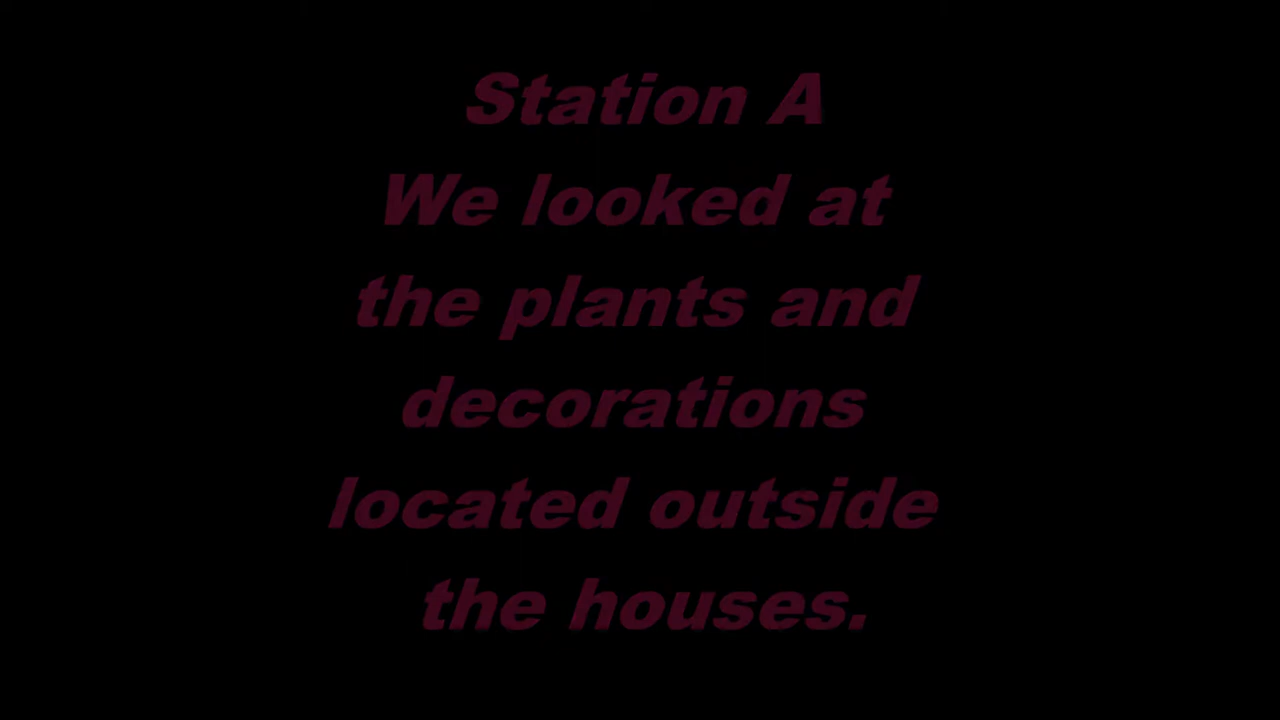 Station A
We looked at
the plants and
decorations
located outside
the houses.